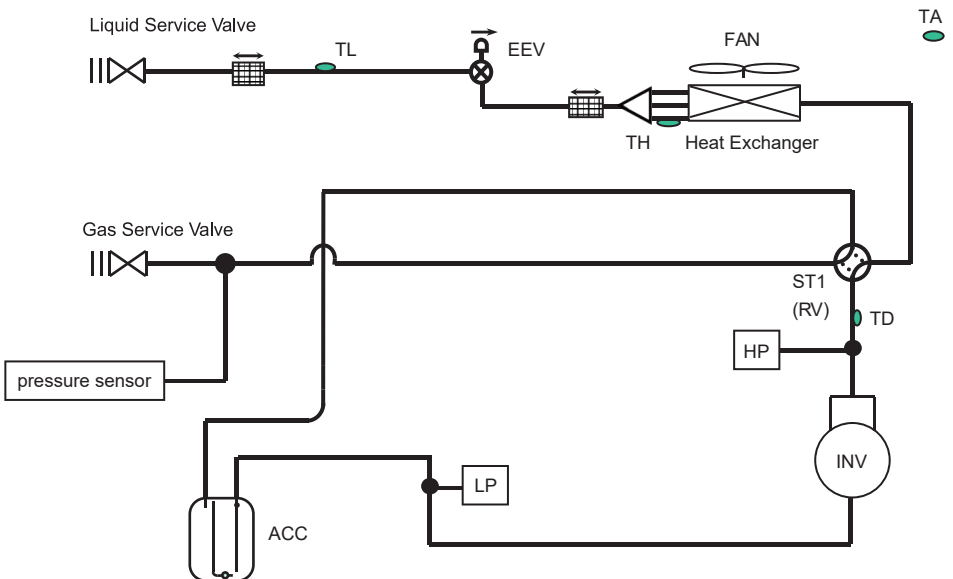 TA
Liquid Service Valve
TL
EEV
FAN
TH
Heat Exchanger
Gas Service Valve
ST1
(RV)
TD
HP
pressure sensor
INV
LP
ACC